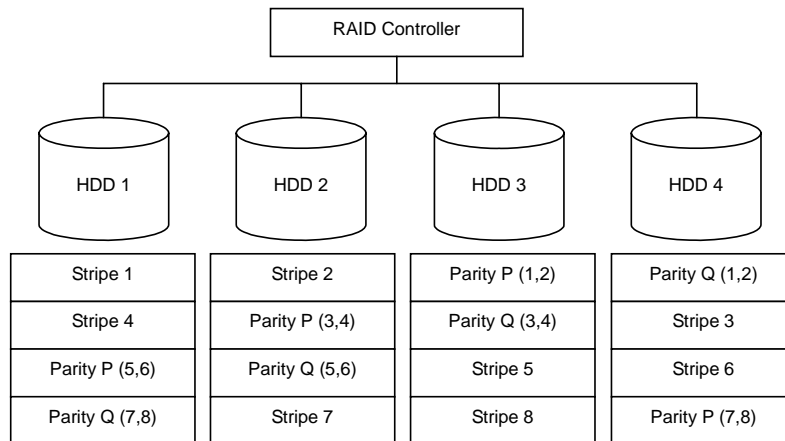 RAID Controller
HDD 1
HDD 2
HDD 3
HDD 4
Stripe 1
Stripe 2
Parity P (1,2)
Parity Q (1,2)
Stripe 4
Parity P (3,4)
Parity Q (3,4)
Stripe 3
Parity P (5,6)
Parity Q (5,6)
Stripe 5
Stripe 6
Parity Q (7,8)
Stripe 7
Stripe 8
Parity P (7,8)